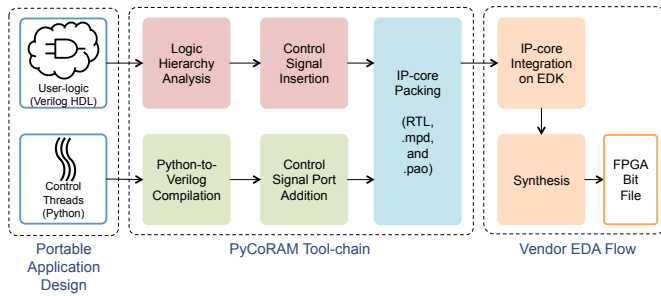 User-logic
(Verilog HDL)
Logic
Hierarchy
Analysis
Control
Signal
Insertion
IP-core
Packing
(RTL,
.mpd,
and
.pao)
IP-core
Integration
on EDK
Control
Threads
(Python)
Python-to-
Verilog
Compilation
Control
Signal Port
Addition
Synthesis
FPGA
Bit
File
Portable
Application
Design
PyCoRAM Tool-chain
Vendor EDA Flow